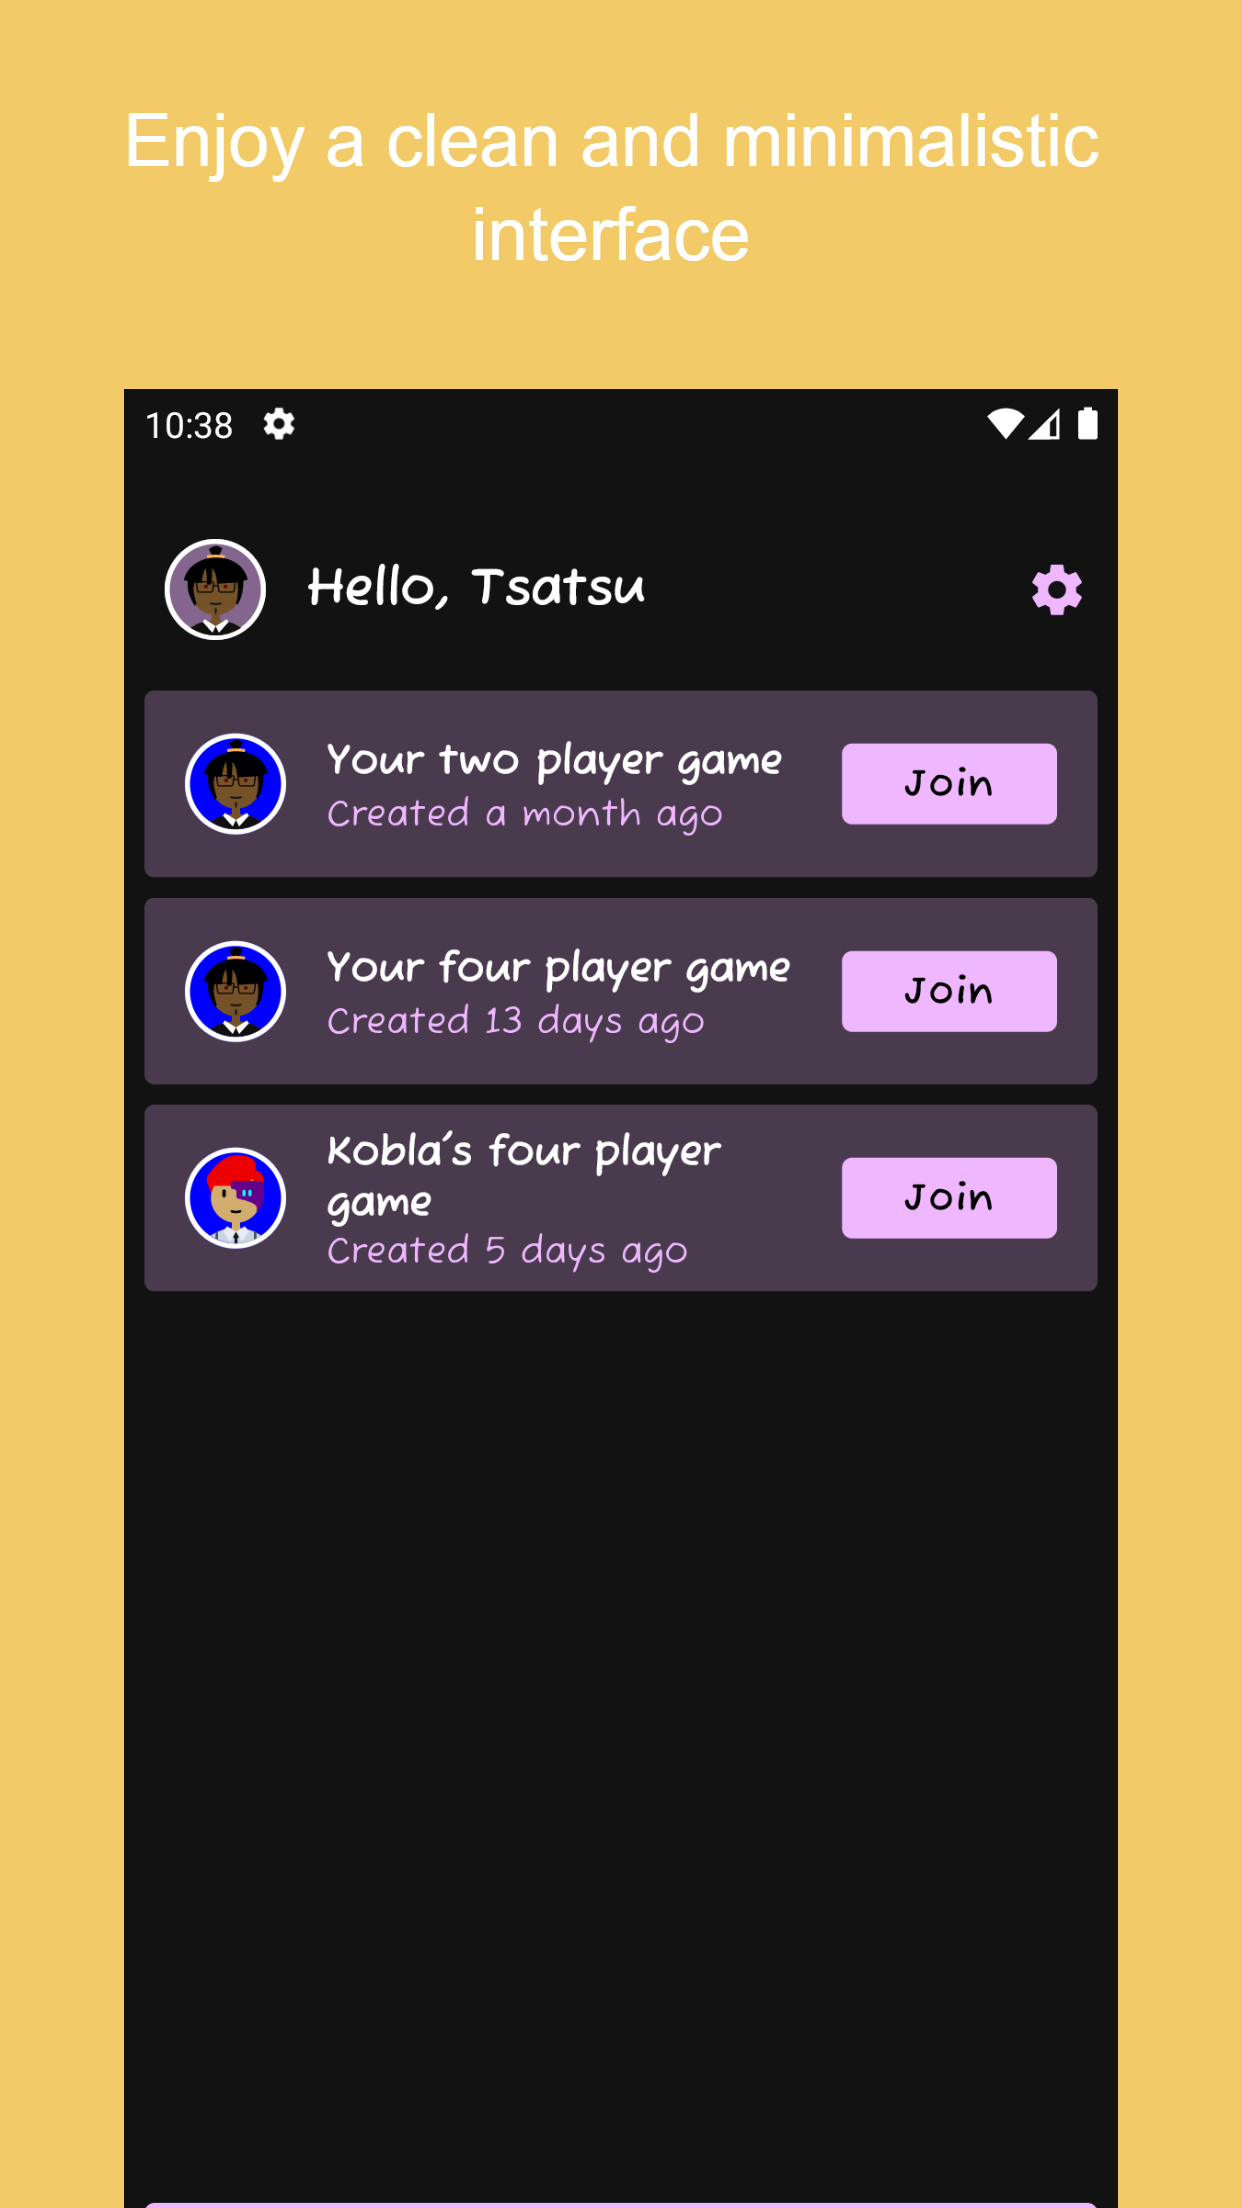 Enjoy a clean and minimalistic
interface
10:38
Hello, Tsatsu
Your two player game
Created a month ago
Join
Your four player game
Created 13 days ago
Join
Kobla's four player
game
Created 5 days ago
Join